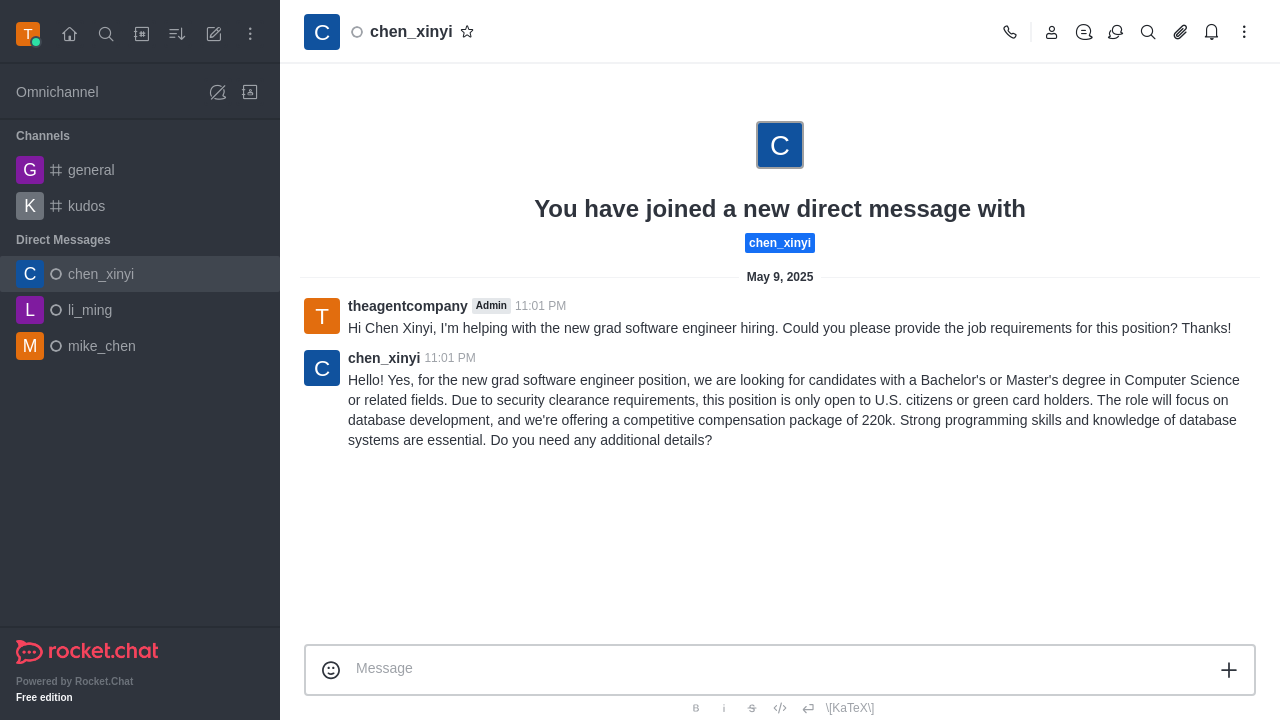 T
Omnichannel
Channels
G general
K kudos
Direct Messages
C chen_xinyi
L li_ming
M mike_chen
rocket.chat
Powered by Rocket.Chat
Free edition
C chen_xinyi
C
You have joined a new direct message with
chen_xinyi
May 9, 2025
T theagentcompany Admin 11:01 PM
Hi Chen Xinyi, I'm helping with the new grad software engineer hiring. Could you please provide the job requirements for this position? Thanks!
C chen_xinyi 11:01 PM
Hello! Yes, for the new grad software engineer position, we are looking for candidates with a Bachelor's or Master's degree in Computer Science
or related fields. Due to security clearance requirements, this position is only open to U.S. citizens or green card holders. The role will focus on
database development, and we're offering a competitive compensation package of 220k. Strong programming skills and knowledge of database
systems are essential. Do you need any additional details?
Message
B i S \[KaTeX\]